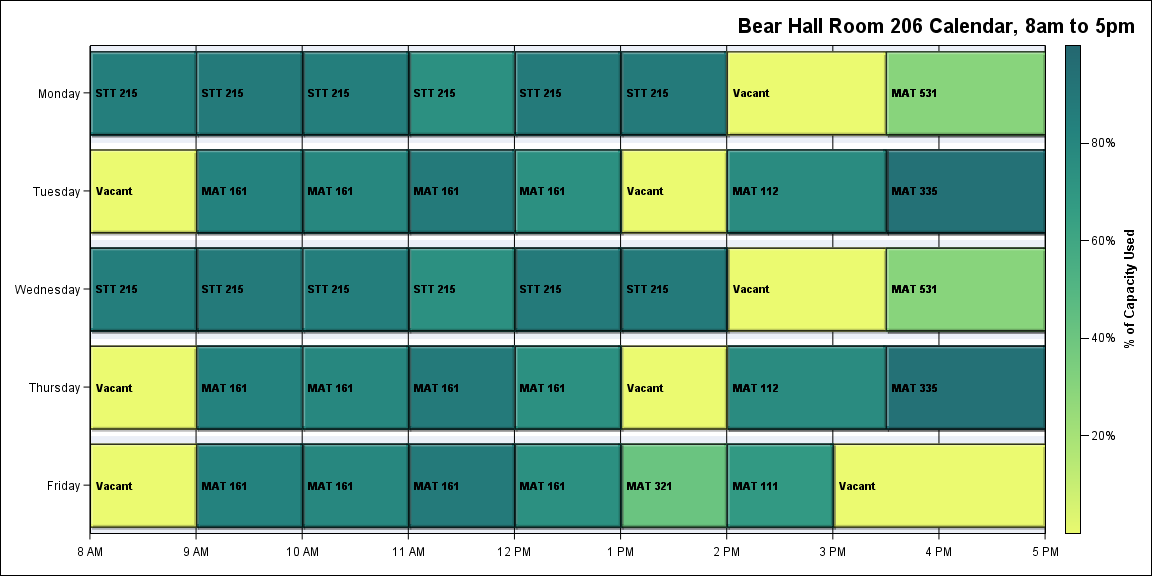 Bear Hall Room 206 Calendar, 8am to 5pm
Monday
STT 215
STT 215
STT 215
STT 215
STT 215
STT 215
Vacant
MAT 531
Tuesday
Vacant
MAT 161
MAT 161
MAT 161
MAT 161
Vacant
MAT 112
MAT 335
Wednesday
STT 215
STT 215
STT 215
STT 215
STT 215
STT 215
Vacant
MAT 531
Thursday
Vacant
MAT 161
MAT 161
MAT 161
MAT 161
Vacant
MAT 112
MAT 335
Friday
Vacant
MAT 161
MAT 161
MAT 161
MAT 161
MAT 321
MAT 111
Vacant
8 AM
9 AM
10 AM
11 AM
12 PM
1 PM
2 PM
3 PM
4 PM
5 PM
80%
60%
40%
20%
% of Capacity Used